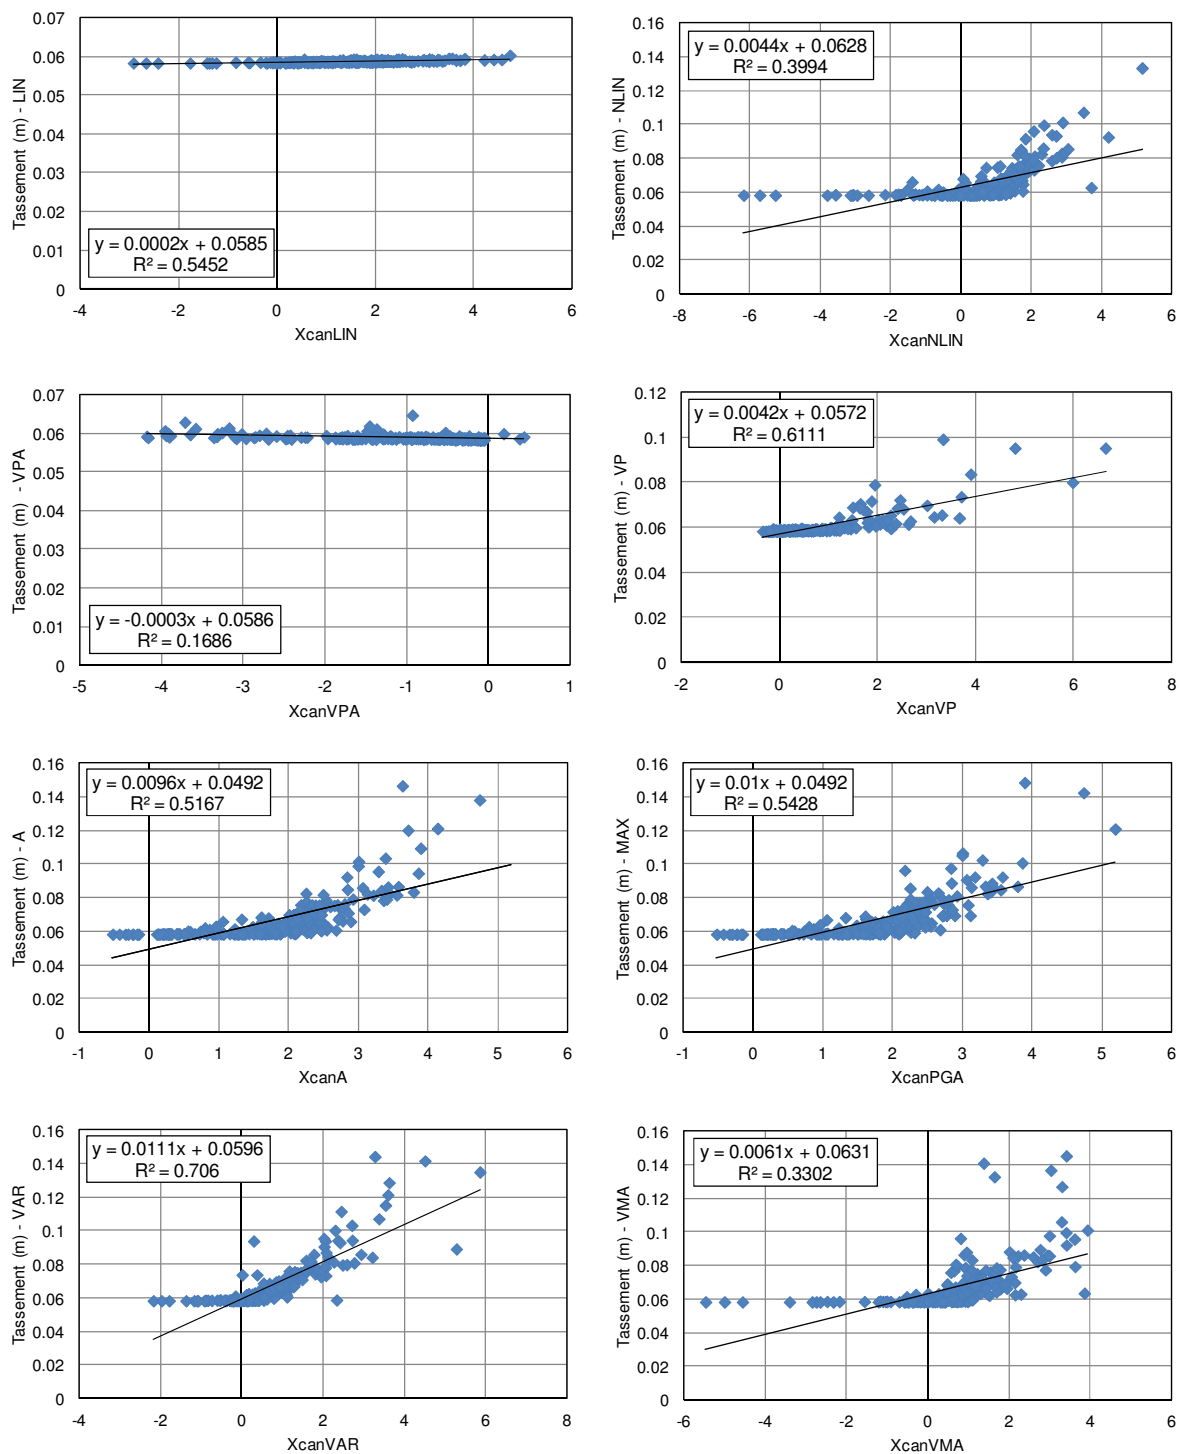 0.07
0.06
0.05
0.04
0.03
0.02
0.01
0
Tassement (m) - LIN
y = 0.0002x + 0.0585
R² = 0.5452
-4 -2 0 2 4 6
XcanLIN
0.16
0.14
0.12
0.1
0.08
0.06
0.04
0.02
0
Tassement (m) - NLIN
y = 0.0044x + 0.0628
R² = 0.3994
-8 -6 -4 -2 0 2 4 6
XcanNLIN
0.07
0.06
0.05
0.04
0.03
0.02
0.01
0
Tassement (m) - VPA
y = -0.0003x + 0.0586
R² = 0.1686
-5 -4 -3 -2 -1 0 1
XcanVPA
0.12
0.1
0.08
0.06
0.04
0.02
0
Tassement (m) - VP
y = 0.0042x + 0.0572
R² = 0.6111
-2 0 2 4 6 8
XcanVP
0.16
0.14
0.12
0.1
0.08
0.06
0.04
0.02
0
Tassement (m) - A
y = 0.0096x + 0.0492
R² = 0.5167
-1 0 1 2 3 4 5 6
XcanA
0.16
0.14
0.12
0.1
0.08
0.06
0.04
0.02
0
Tassement (m) - MAX
y = 0.01x + 0.0492
R² = 0.5428
-1 0 1 2 3 4 5 6
XcanPGA
0.16
0.14
0.12
0.1
0.08
0.06
0.04
0.02
0
Tassement (m) - VAR
y = 0.0111x + 0.0596
R² = 0.706
-4 -2 0 2 4 6 8
XcanVAR
0.16
0.14
0.12
0.1
0.08
0.06
0.04
0.02
0
Tassement (m) - VMA
y = 0.0061x + 0.0631
R² = 0.3302
-6 -4 -2 0 2 4 6
XcanVMA